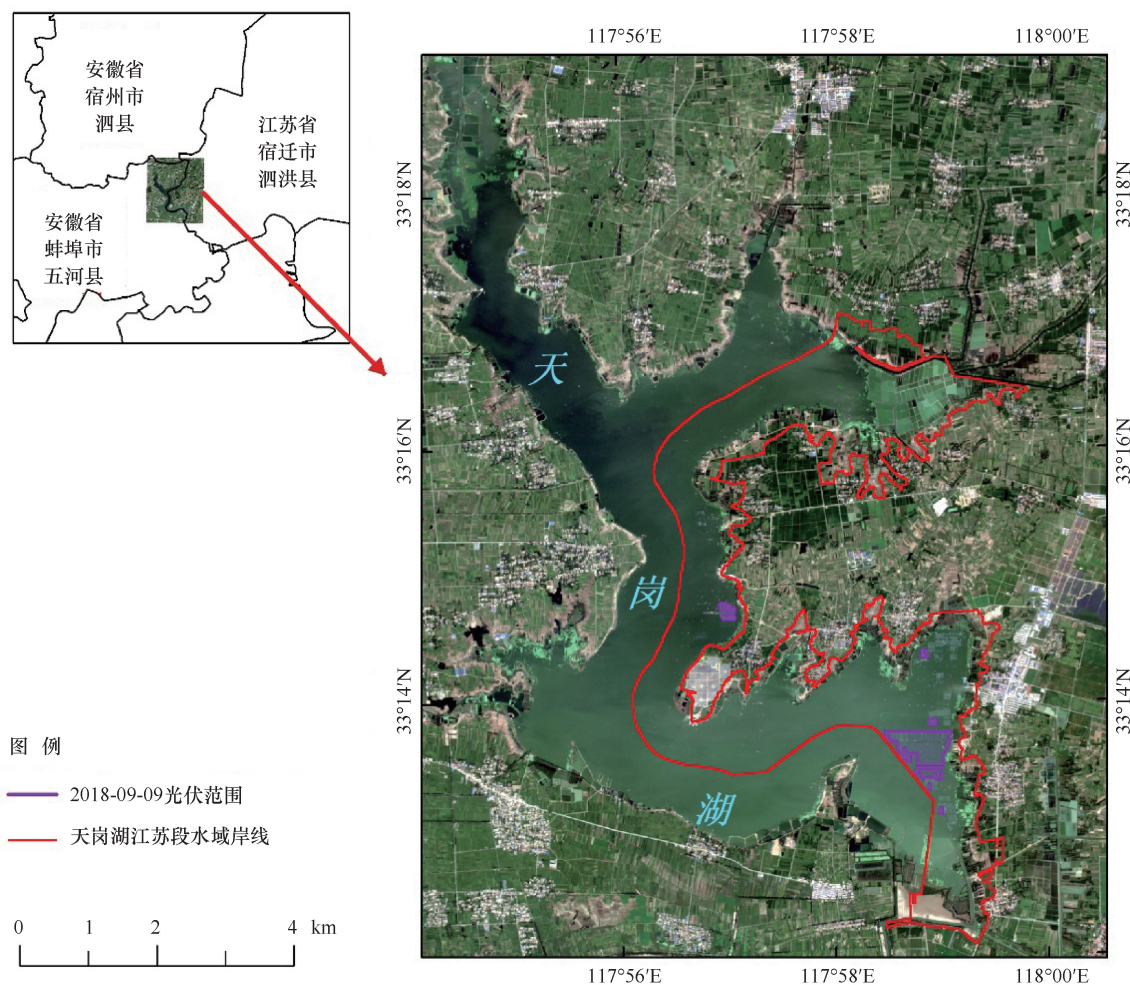 安徽省
宿州市
泗县
江苏省
宿迁市
泗洪县
安徽省
蚌埠市
五河县
117°56′E 117°58′E 118°00′E
33°18′N 33°18′N
33°16′N 33°16′N
33°14′N 33°14′N
天
岗
湖
图 例
2018-09-09光伏范围
天岗湖江苏段水域岸线
0 1 2 4 km
117°56′E 117°58′E 118°00′E